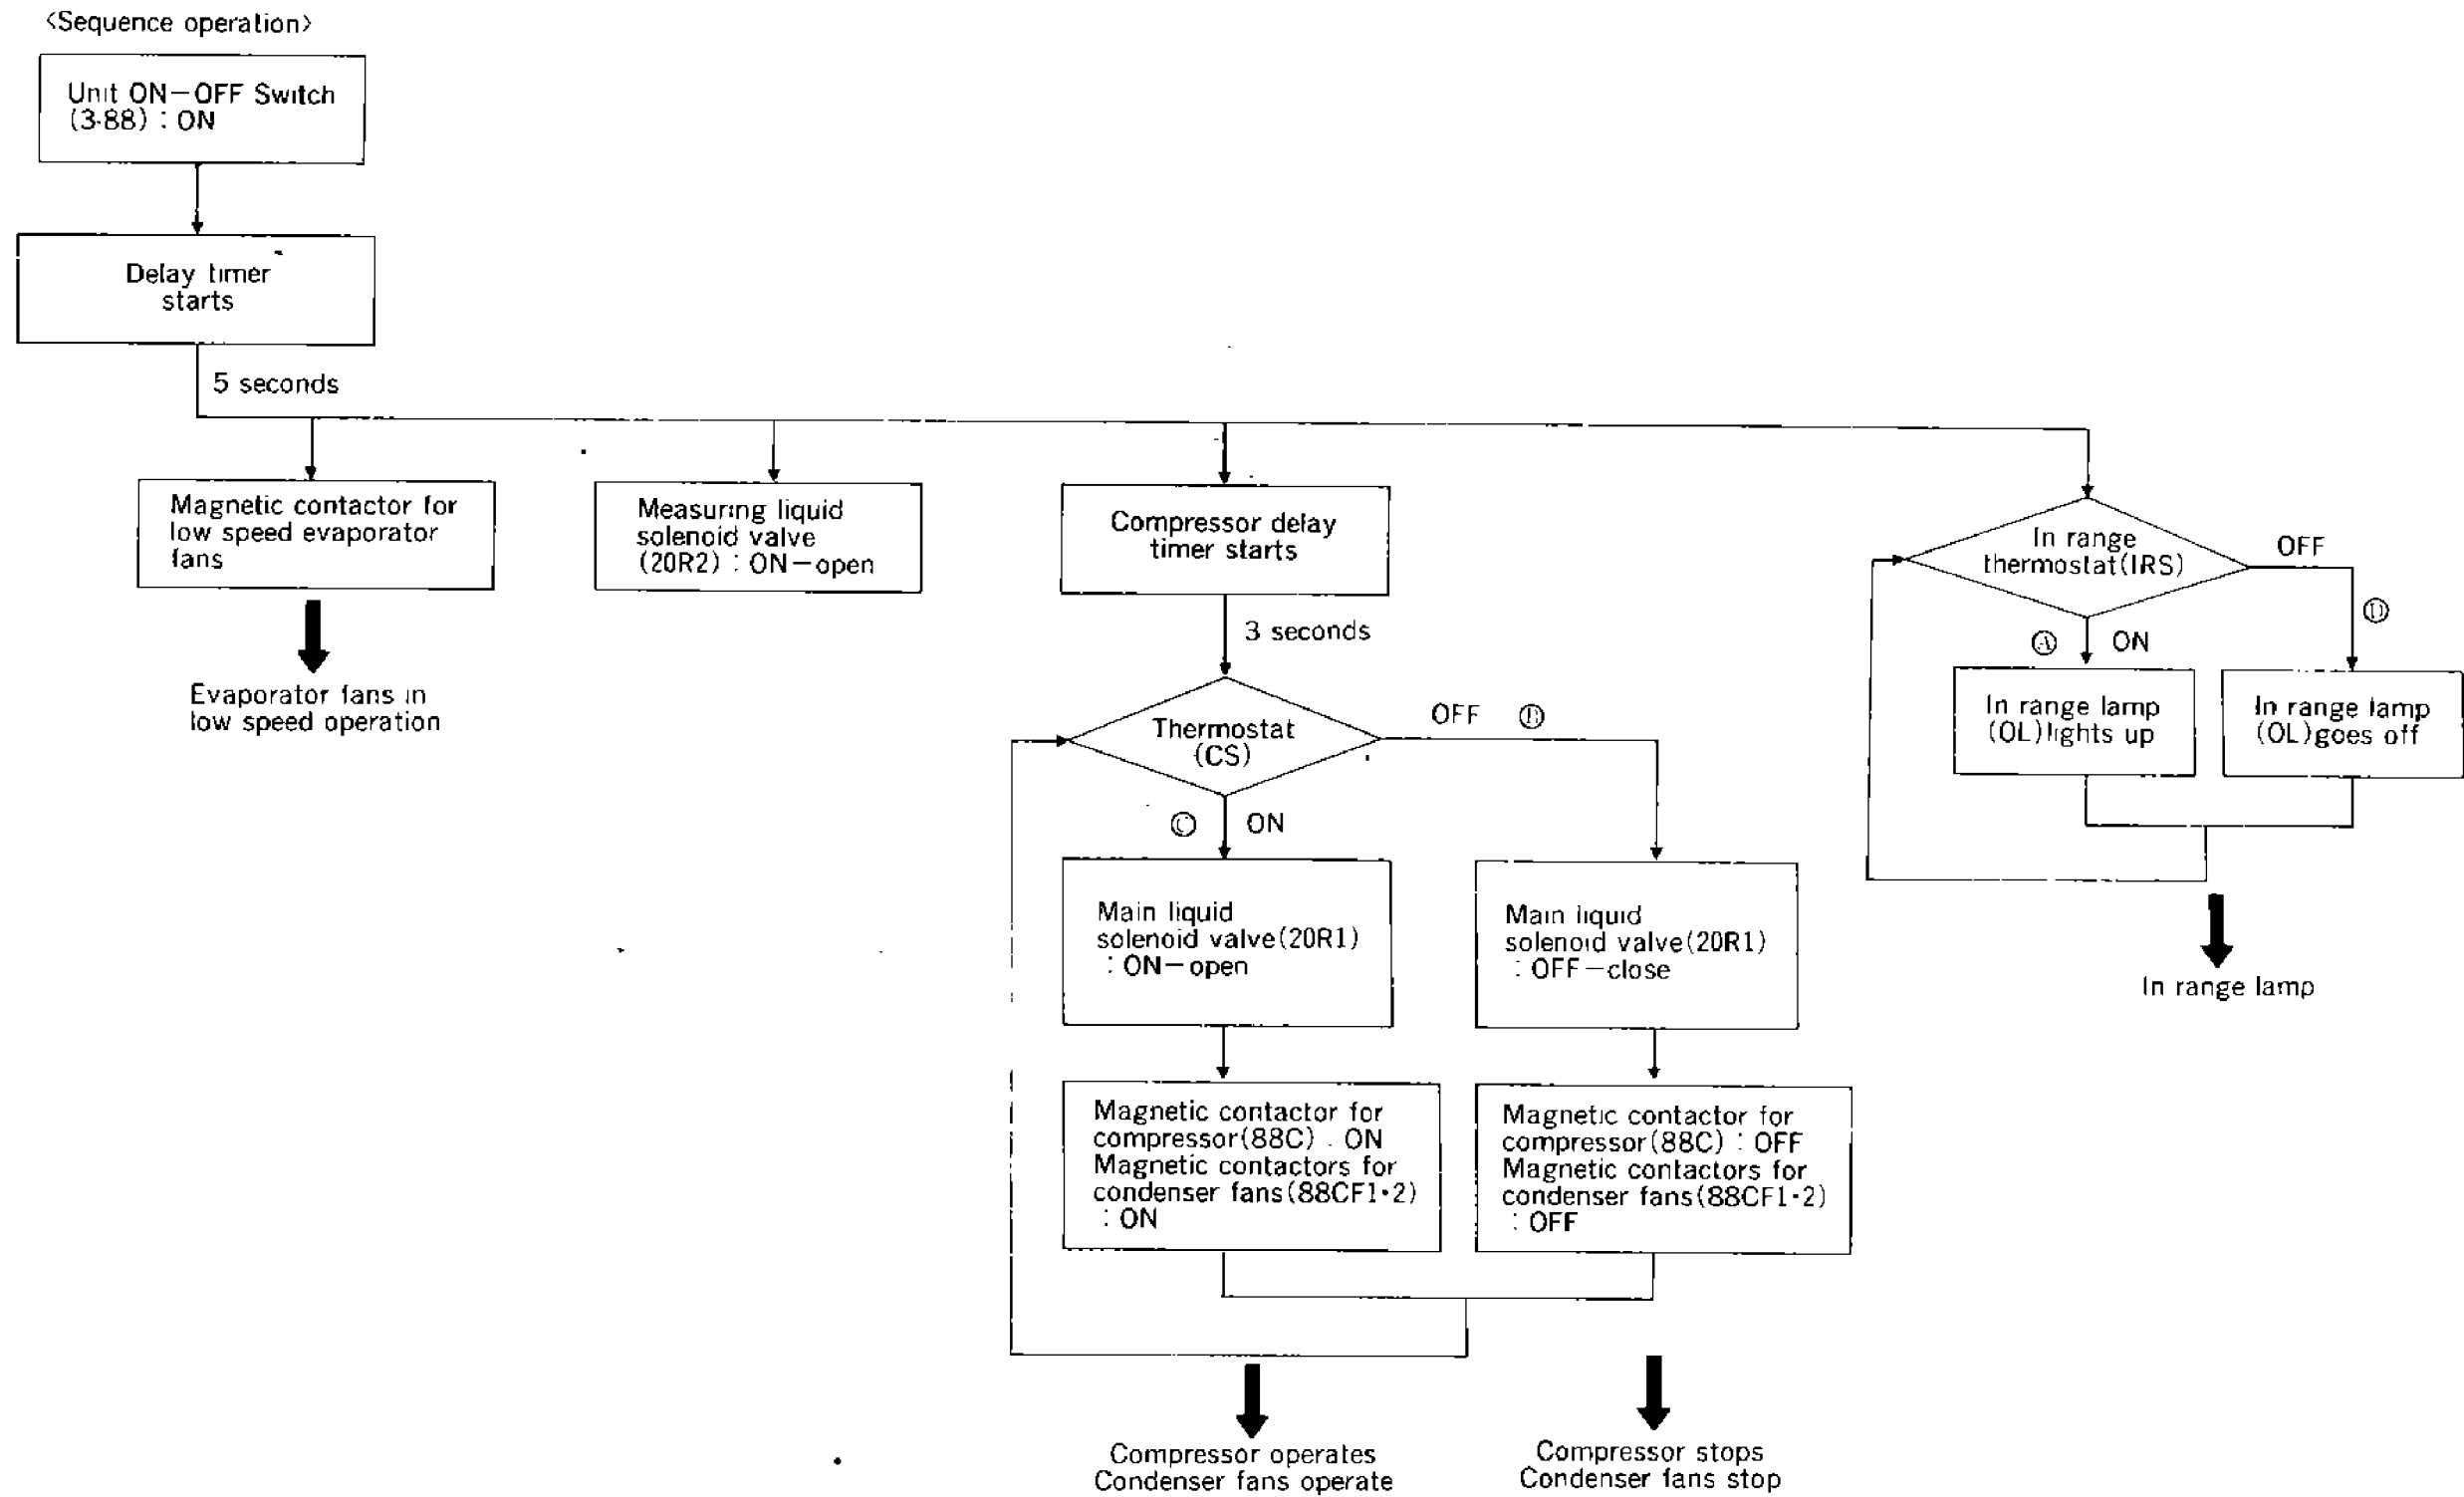 <Sequence operation>
Unit ON-OFF Switch
(3-88) : ON
Delay timer
starts
5 seconds
Magnetic contactor for
low speed evaporator
fans
Evaporator fans in
low speed operation
Measuring liquid
solenoid valve
(20R2) : ON-open
Compressor delay
timer starts
3 seconds
Thermostat
(CS)
OFF Ⓑ
Ⓒ ON
Main liquid
solenoid valve(20R1)
: ON-open
Main liquid
solenoid valve(20R1)
: OFF-close
Magnetic contactor for
compressor(88C) : ON
Magnetic contactors for
condenser fans(88CF1·2)
: ON
Magnetic contactor for
compressor(88C) : OFF
Magnetic contactors for
condenser fans(88CF1·2)
: OFF
Compressor operates
Condenser fans operate
Compressor stops
Condenser fans stop
In range
thermostat(IRS)
OFF
Ⓓ
Ⓐ ON
In range lamp
(OL)lights up
In range lamp
(OL)goes off
In range lamp